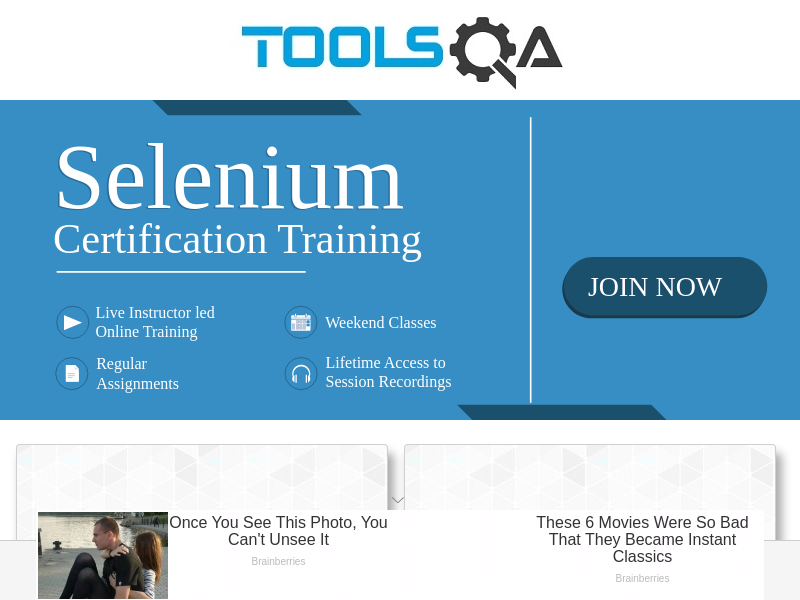 TOOLSQA
Selenium
Certification Training
JOIN NOW
Live Instructor led
Online Training
Weekend Classes
Regular
Assignments
Lifetime Access to
Session Recordings
Once You See This Photo, You
Can't Unsee It
Brainberries
These 6 Movies Were So Bad
That They Became Instant
Classics
Brainberries